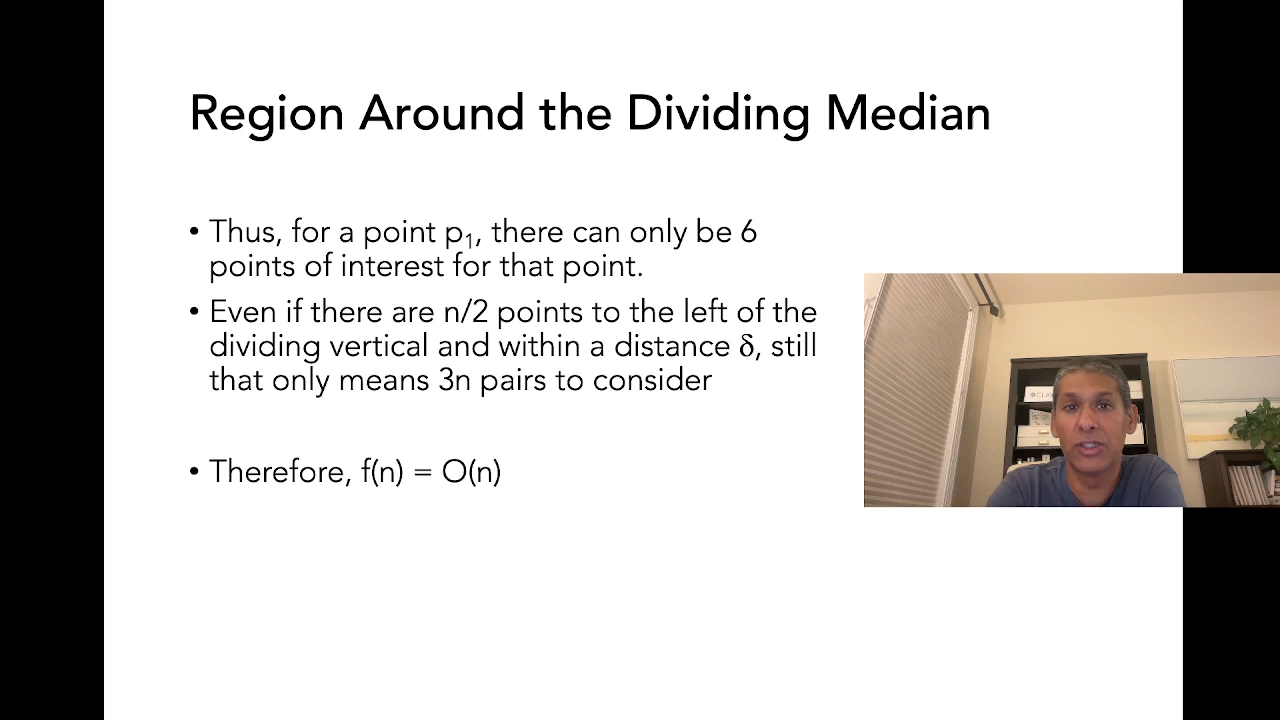 Region Around the Dividing Median
• Thus, for a point p₁, there can only be 6
points of interest for that point.
• Even if there are n/2 points to the left of the
dividing vertical and within a distance δ, still
that only means 3n pairs to consider
• Therefore, f(n) = O(n)